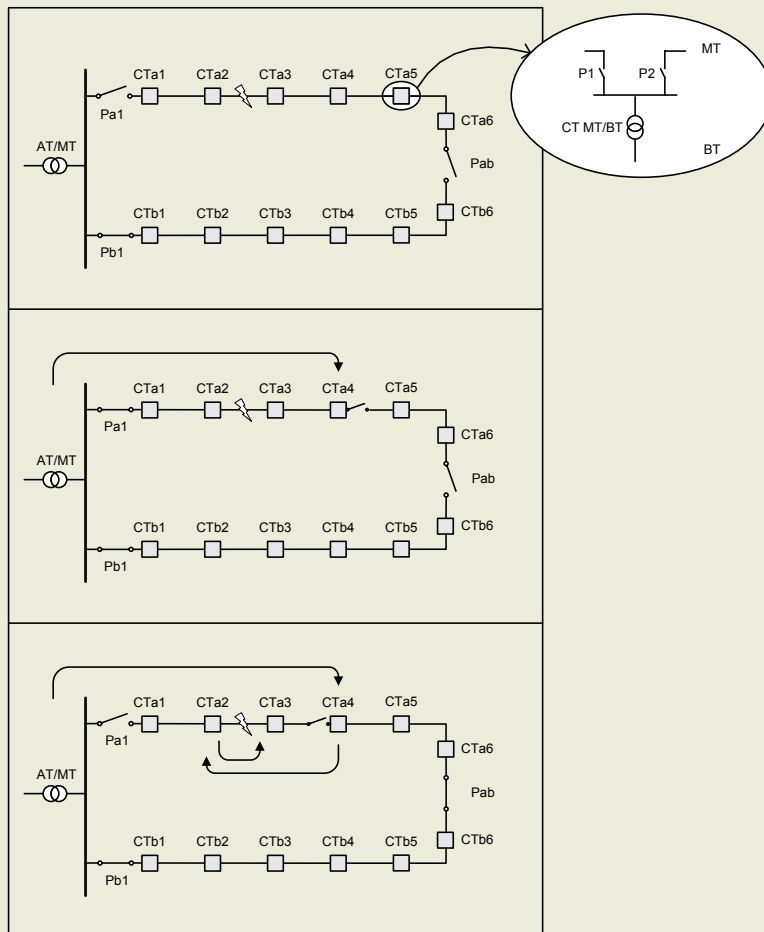 MT
P1 P2
CT MT/BT
BT
CTa1 CTa2 CTa3 CTa4 CTa5
Pa1
CTa6
AT/MT
Pab
CTb1 CTb2 CTb3 CTb4 CTb5 CTb6
Pb1
CTa1 CTa2 CTa3 CTa4 CTa5
Pa1
CTa6
AT/MT
Pab
CTb1 CTb2 CTb3 CTb4 CTb5 CTb6
Pb1
CTa1 CTa2 CTa3 CTa4 CTa5
Pa1
CTa6
AT/MT
Pab
CTb1 CTb2 CTb3 CTb4 CTb5 CTb6
Pb1